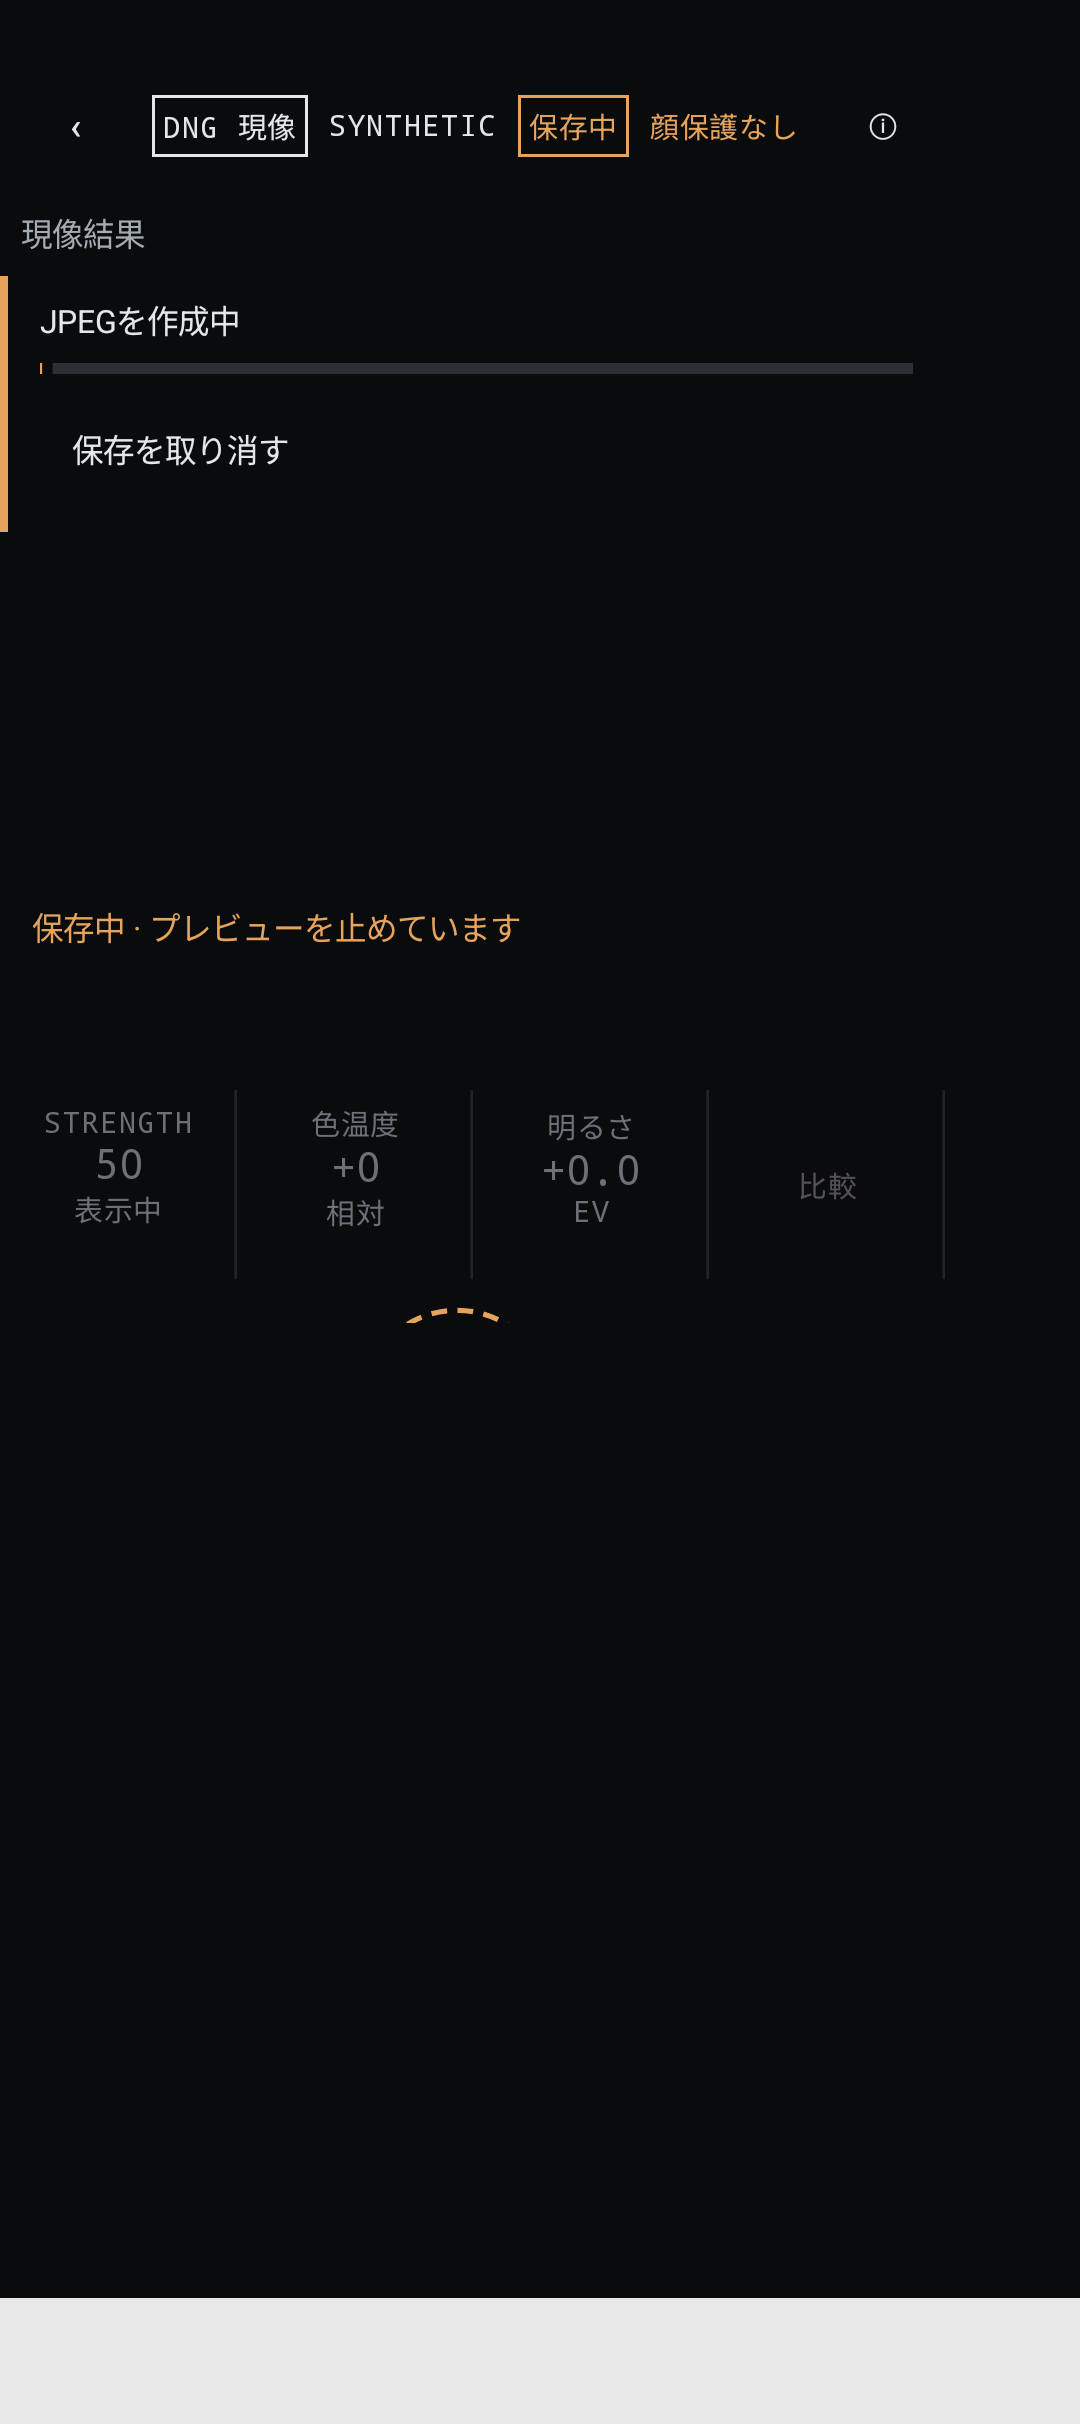 ‹ DNG 現像 SYNTHETIC 保存中 顔保護なし ⓘ
現像結果
JPEGを作成中
保存を取り消す
保存中 · プレビューを止めています
STRENGTH 色温度 明るさ 比較
50 +0 +0.0
表示中 相対 EV